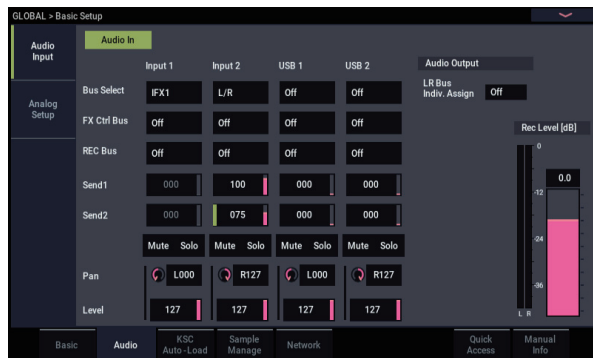 GLOBAL > Basic Setup
Audio Input
Analog Setup
Audio In
Input 1 Input 2 USB 1 USB 2
Bus Select IFX1 L/R Off Off
FX Ctrl Bus Off Off Off Off
REC Bus Off Off Off Off
Send1 000 100 000 000
Send2 000 075 000 000
Mute Solo Mute Solo Mute Solo Mute Solo
Pan L000 R127 L000 R127
Level 127 127 127 127
Audio Output
LR Bus
Indiv. Assign Off
Rec Level [dB]
0
0.0
-12
-24
-36
L R
Basic Audio KSC Auto-Load Sample Manage Network Quick Access Manual Info